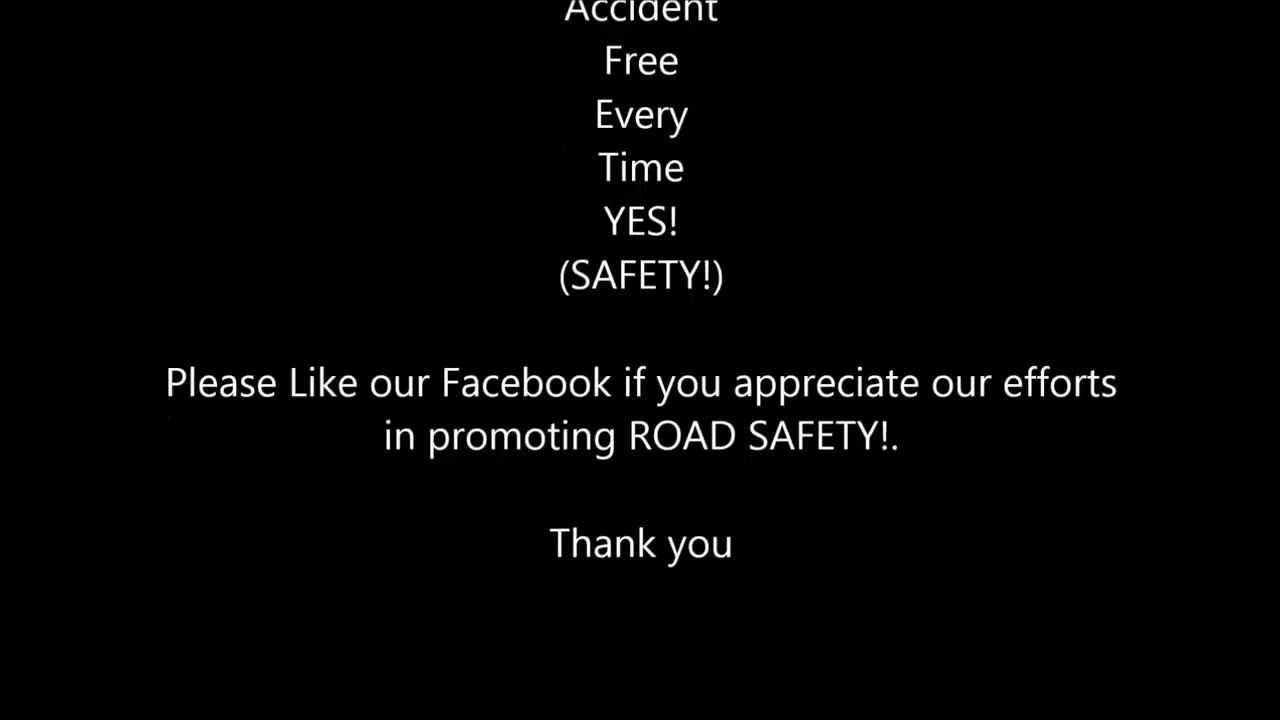 Accident
Free
Every
Time
YES!
(SAFETY!)
Please Like our Facebook if you appreciate our efforts
in promoting ROAD SAFETY!.
Thank you